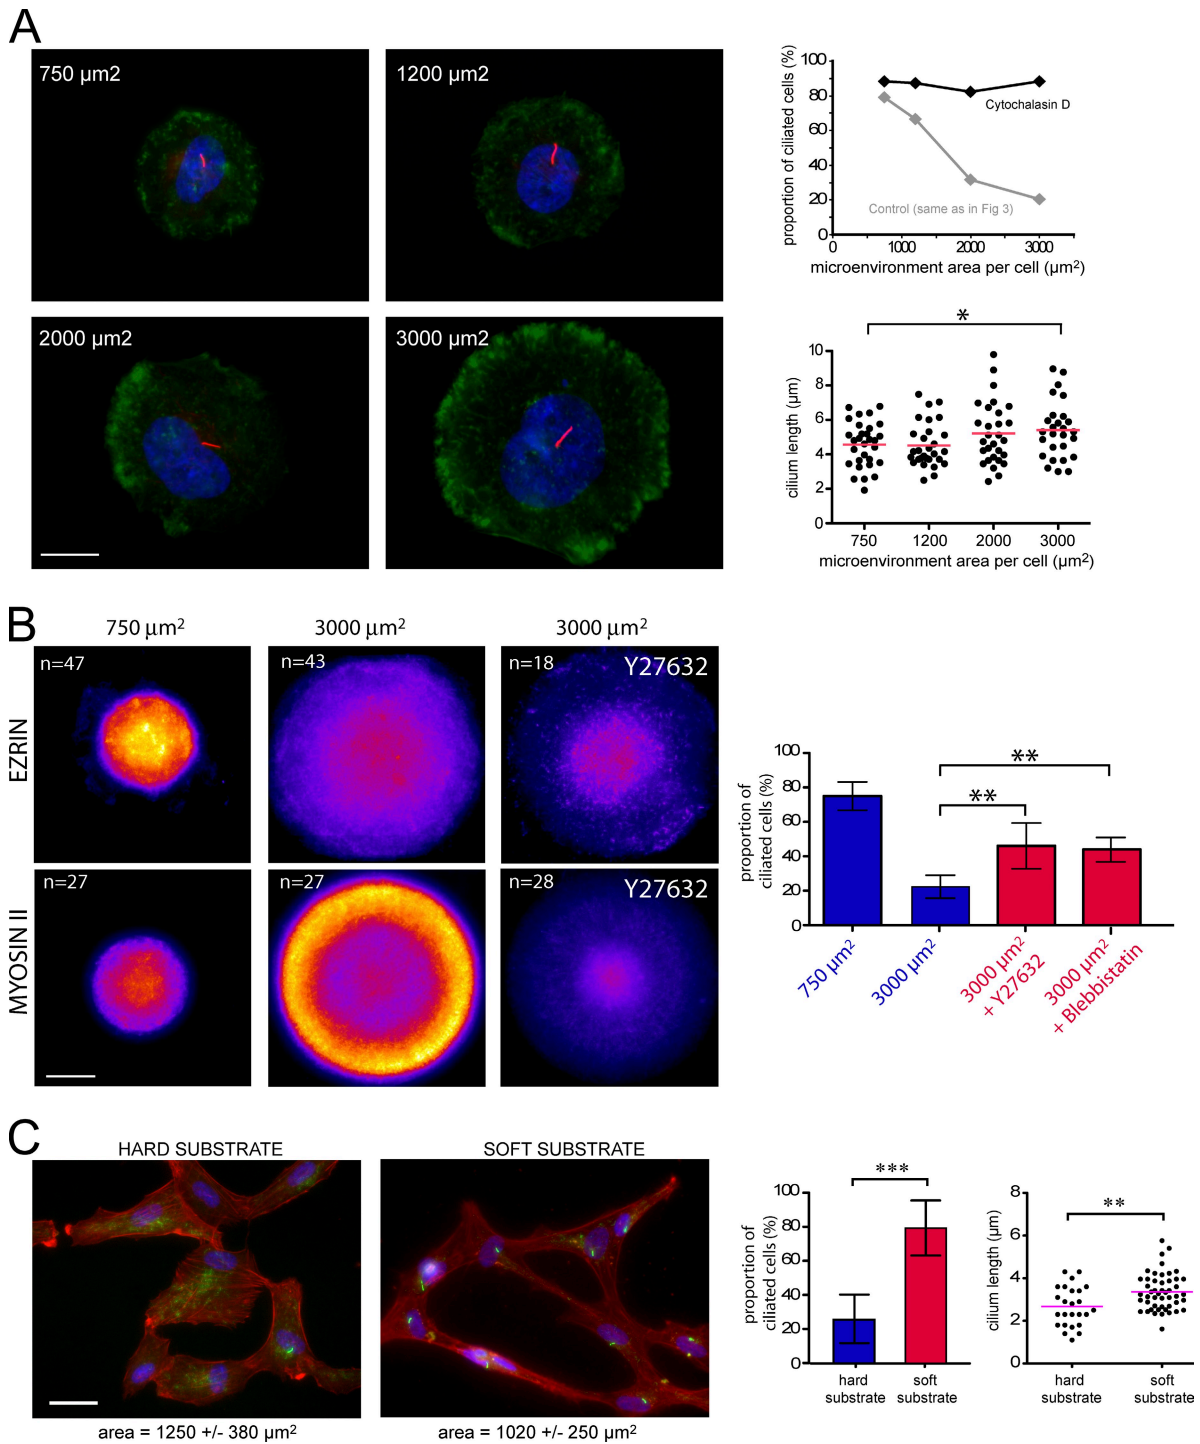 A
750 µm2
1200 µm2
2000 µm2
3000 µm2
proportion of ciliated cells (%)
100
80
60
40
20
0
Cytochalasin D
Control (same as in Fig 3)
0
1000
2000
3000
microenvironment area per cell (µm²)
*
cilium length (µm)
10
8
6
4
2
0
750
1200
2000
3000
microenvironment area per cell (µm²)
B
750 µm²
3000 µm²
3000 µm²
EZRIN
n=47
n=43
n=18
Y27632
MYOSIN II
n=27
n=27
n=28
Y27632
proportion of
ciliated cells (%)
100
80
60
40
20
0
**
**
750 µm²
3000 µm²
3000 µm²
+ Y27632
3000 µm²
+ Blebbistatin
C
HARD SUBSTRATE
SOFT SUBSTRATE
area = 1250 +/- 380 µm²
area = 1020 +/- 250 µm²
proportion of
ciliated cells (%)
100
80
60
40
20
0
***
hard
substrate
soft
substrate
cilium length (µm)
8
6
4
2
0
**
hard
substrate
soft
substrate